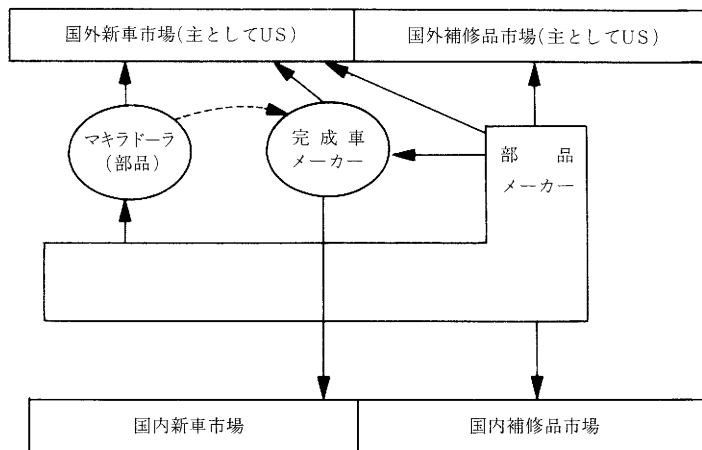 国外新車市場(主としてUS)
国外補修品市場(主としてUS)
マキラドーラ
(部品)
完成車
メーカー
部品
メーカー
国内新車市場
国内補修品市場